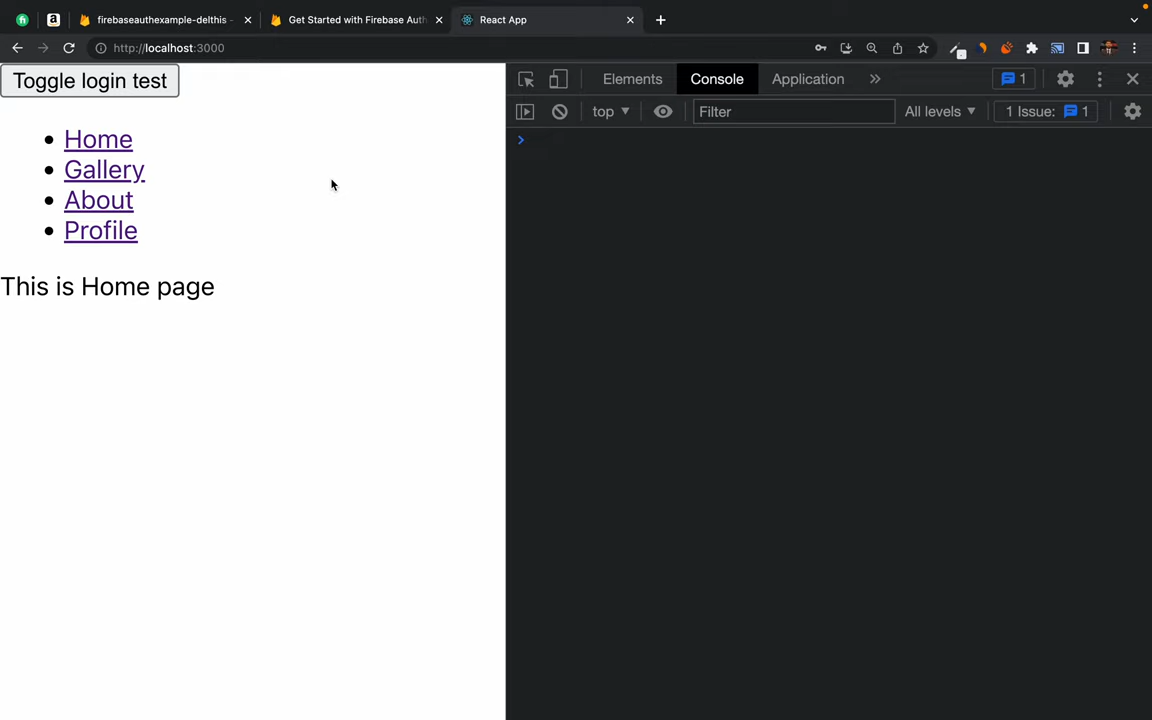 firebaseauthexample-delthis -
Get Started with Firebase Auth
React App
http://localhost:3000
Toggle login test
Elements
Console
Application
1
top
Filter
All levels
1 Issue:
1
Home
Gallery
About
Profile
This is Home page